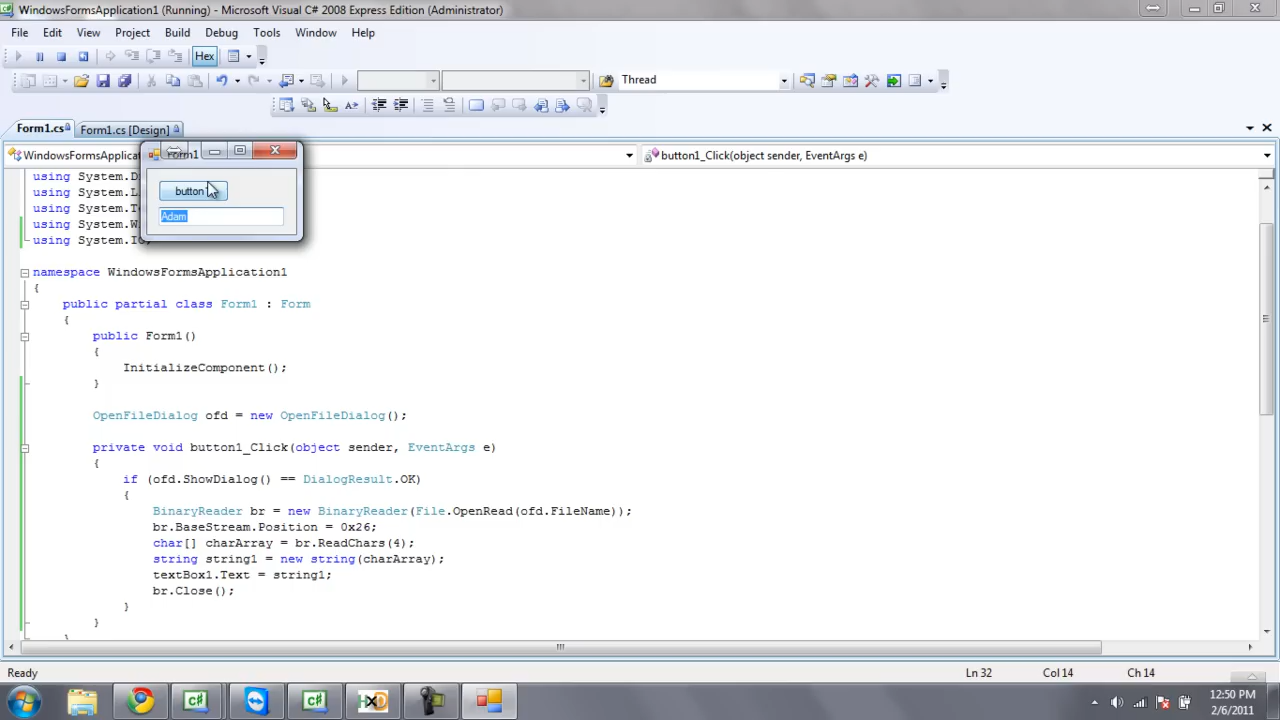 WindowsFormsApplication1 (Running) - Microsoft Visual C# 2008 Express Edition (Administrator)
File Edit View Project Build Debug Tools Window Help
Hex
Thread
Form1.cs Form1.cs [Design]
WindowsFormsApplicat button1_Click(object sender, EventArgs e)
Form1
button
Adam
using System.D
using System.L
using System.T
using System.W
using System.IO;
namespace WindowsFormsApplication1
{
public partial class Form1 : Form
{
public Form1()
{
InitializeComponent();
}
OpenFileDialog ofd = new OpenFileDialog();
private void button1_Click(object sender, EventArgs e)
{
if (ofd.ShowDialog() == DialogResult.OK)
{
BinaryReader br = new BinaryReader(File.OpenRead(ofd.FileName));
br.BaseStream.Position = 0x26;
char[] charArray = br.ReadChars(4);
string string1 = new string(charArray);
textBox1.Text = string1;
br.Close();
}
}
}
Ready Ln 32 Col 14 Ch 14
12:50 PM
2/6/2011